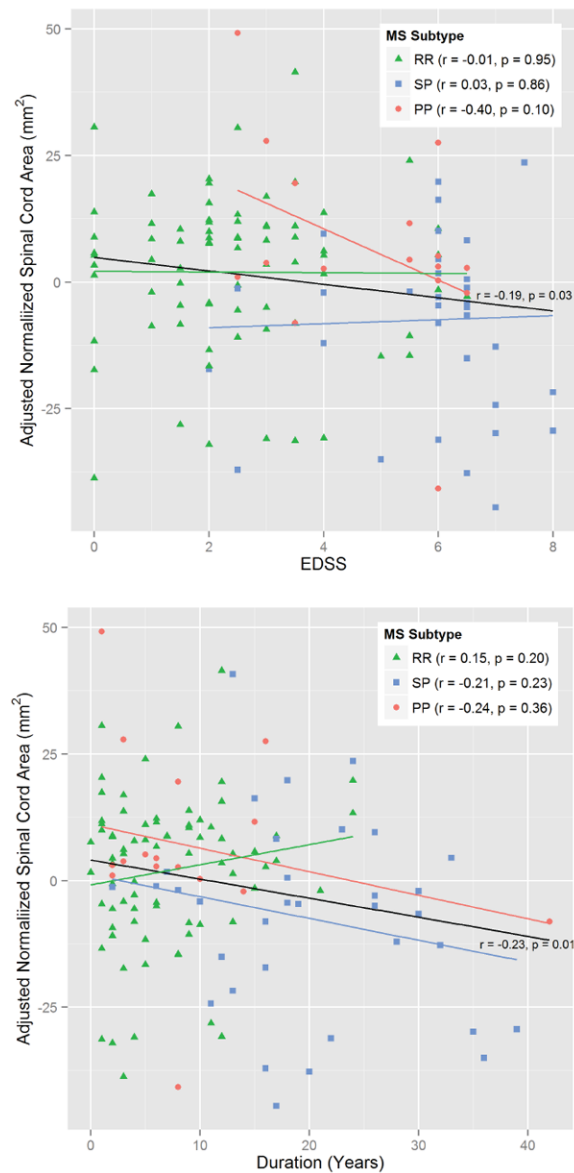 50
25
0
-25
Adjusted Normaliized Spinal Cord Area (mm²)
MS Subtype
RR (r = -0.01, p = 0.95)
SP (r = 0.03, p = 0.86)
PP (r = -0.40, p = 0.10)
r = -0.19, p = 0.03
0 2 4 6 8
EDSS
50
25
0
-25
Adjusted Normalized Spinal Cord Area (mm²)
MS Subtype
RR (r = 0.15, p = 0.20)
SP (r = -0.21, p = 0.23)
PP (r = -0.24, p = 0.36)
r = -0.23, p = 0.01
0 10 20 30 40
Duration (Years)